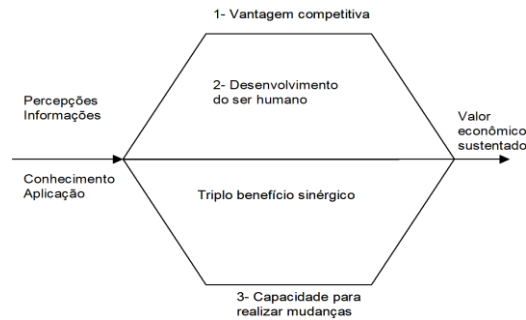 1- Vantagem competitiva
2- Desenvolvimento
do ser humano
Percepções
Informações
Valor
econômico
sustentado
Conhecimento
Aplicação
Triplo benefício sinérgico
3- Capacidade para
realizar mudanças